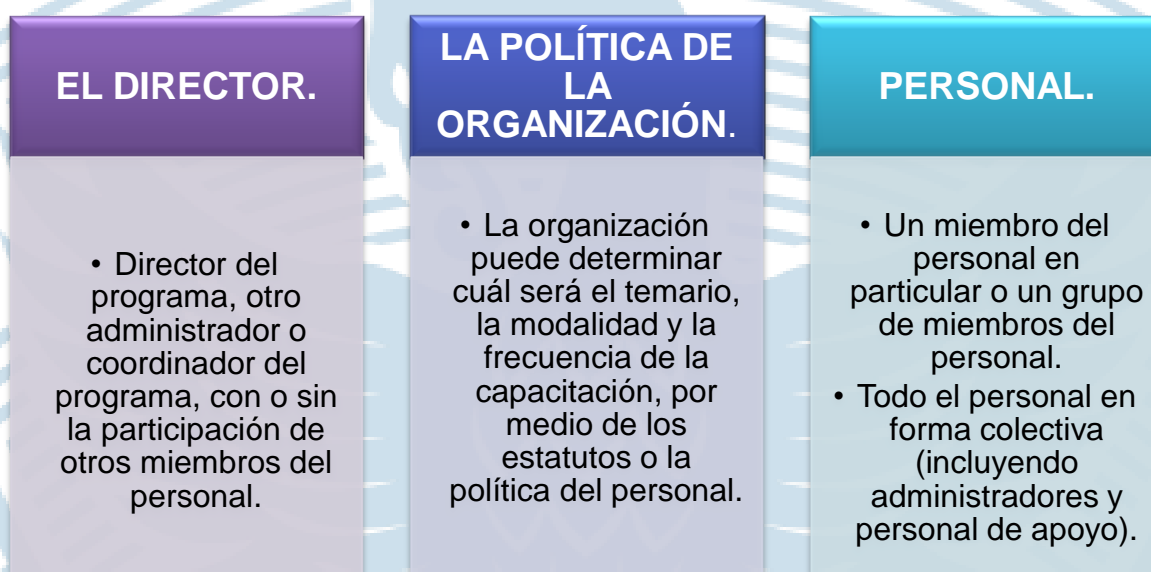 EL DIRECTOR.
• Director del
programa, otro
administrador o
coordinador del
programa, con o sin
la participación de
otros miembros del
personal.
LA POLÍTICA DE
LA
ORGANIZACIÓN.
• La organización
puede determinar
cuál será el temario,
la modalidad y la
frecuencia de la
capacitación, por
medio de los
estatutos o la
política del personal.
PERSONAL.
• Un miembro del
personal en
particular o un grupo
de miembros del
personal.
• Todo el personal en
forma colectiva
(incluyendo
administradores y
personal de apoyo).